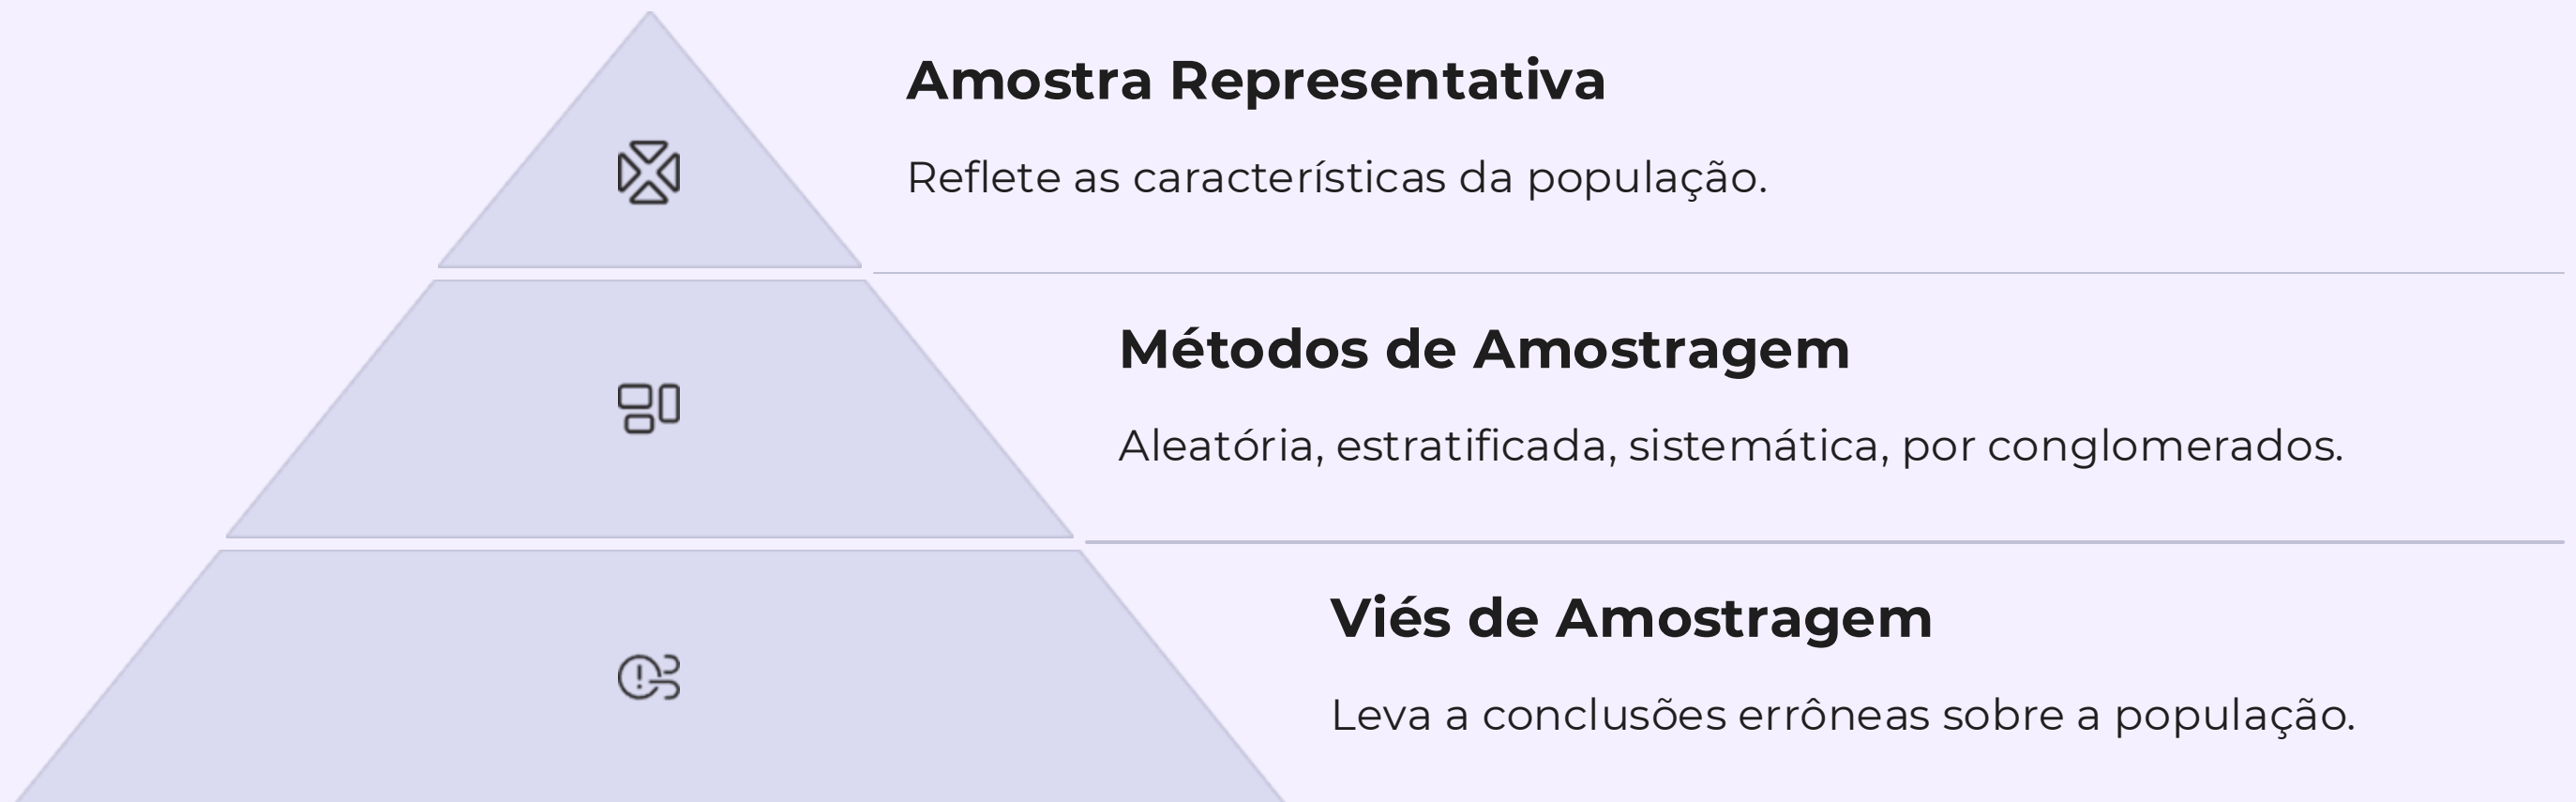 Amostra Representativa
Reflete as características da população.
Métodos de Amostragem
Aleatória, estratificada, sistemática, por conglomerados.
Viés de Amostragem
Leva a conclusões errôneas sobre a população.